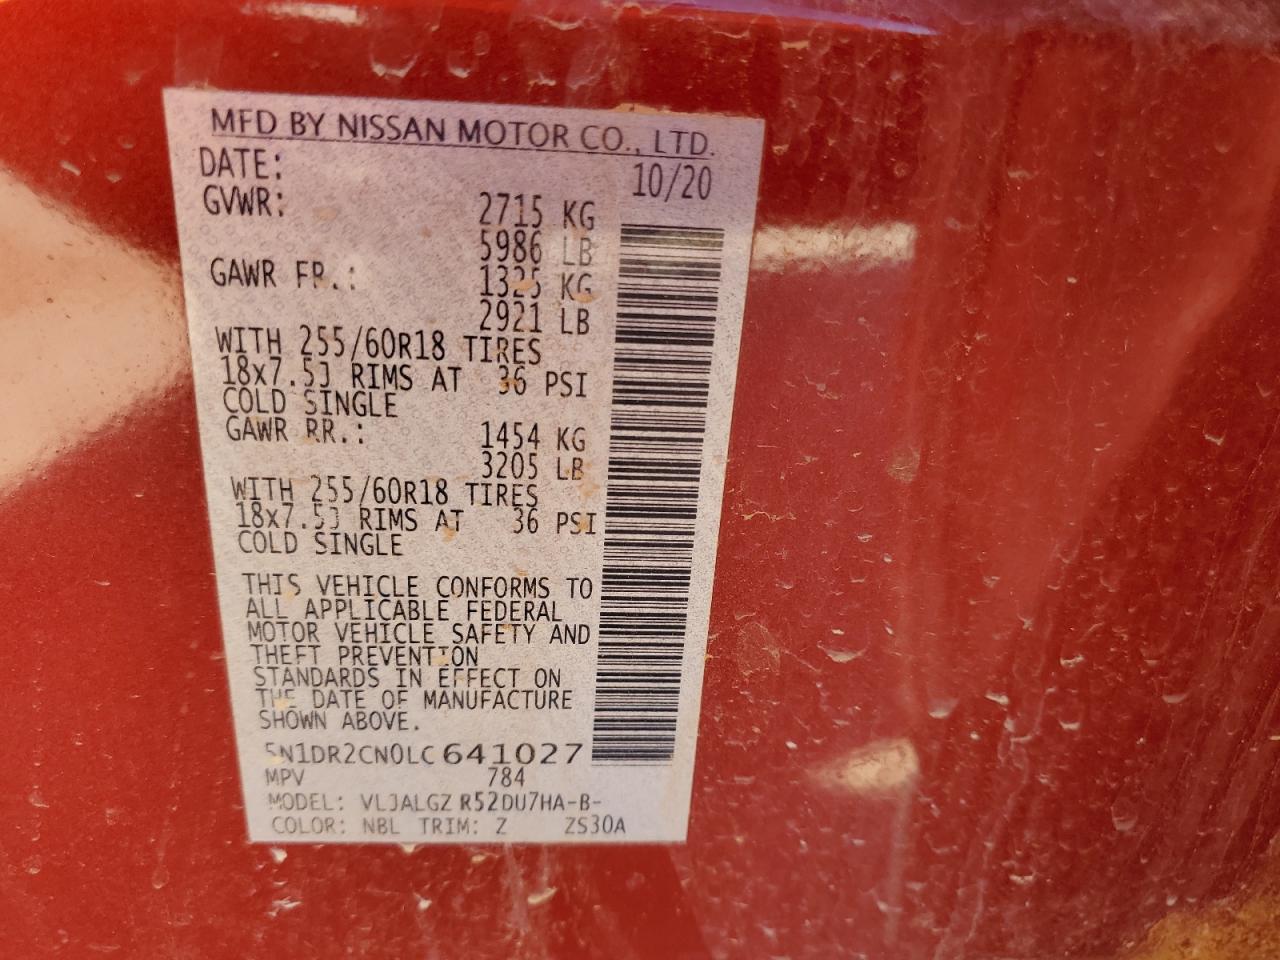 MFD BY NISSAN MOTOR CO., LTD.
DATE: 10/20
GVWR: 2715 KG
5986 LB
GAWR FR.: 1325 KG
2921 LB
WITH 255/60R18 TIRES
18x7.5J RIMS AT 36 PSI
COLD SINGLE
GAWR RR.: 1454 KG
3205 LB
WITH 255/60R18 TIRES
18x7.5J RIMS AT 36 PSI
COLD SINGLE
THIS VEHICLE CONFORMS TO
ALL APPLICABLE FEDERAL
MOTOR VEHICLE SAFETY AND
THEFT PREVENTION
STANDARDS IN EFFECT ON
THE DATE OF MANUFACTURE
SHOWN ABOVE.
5N1DR2CN0LC641027
MPV 784
MODEL: VLJALGZ R52DU7HA-B-
COLOR: NBL TRIM: Z ZS30A